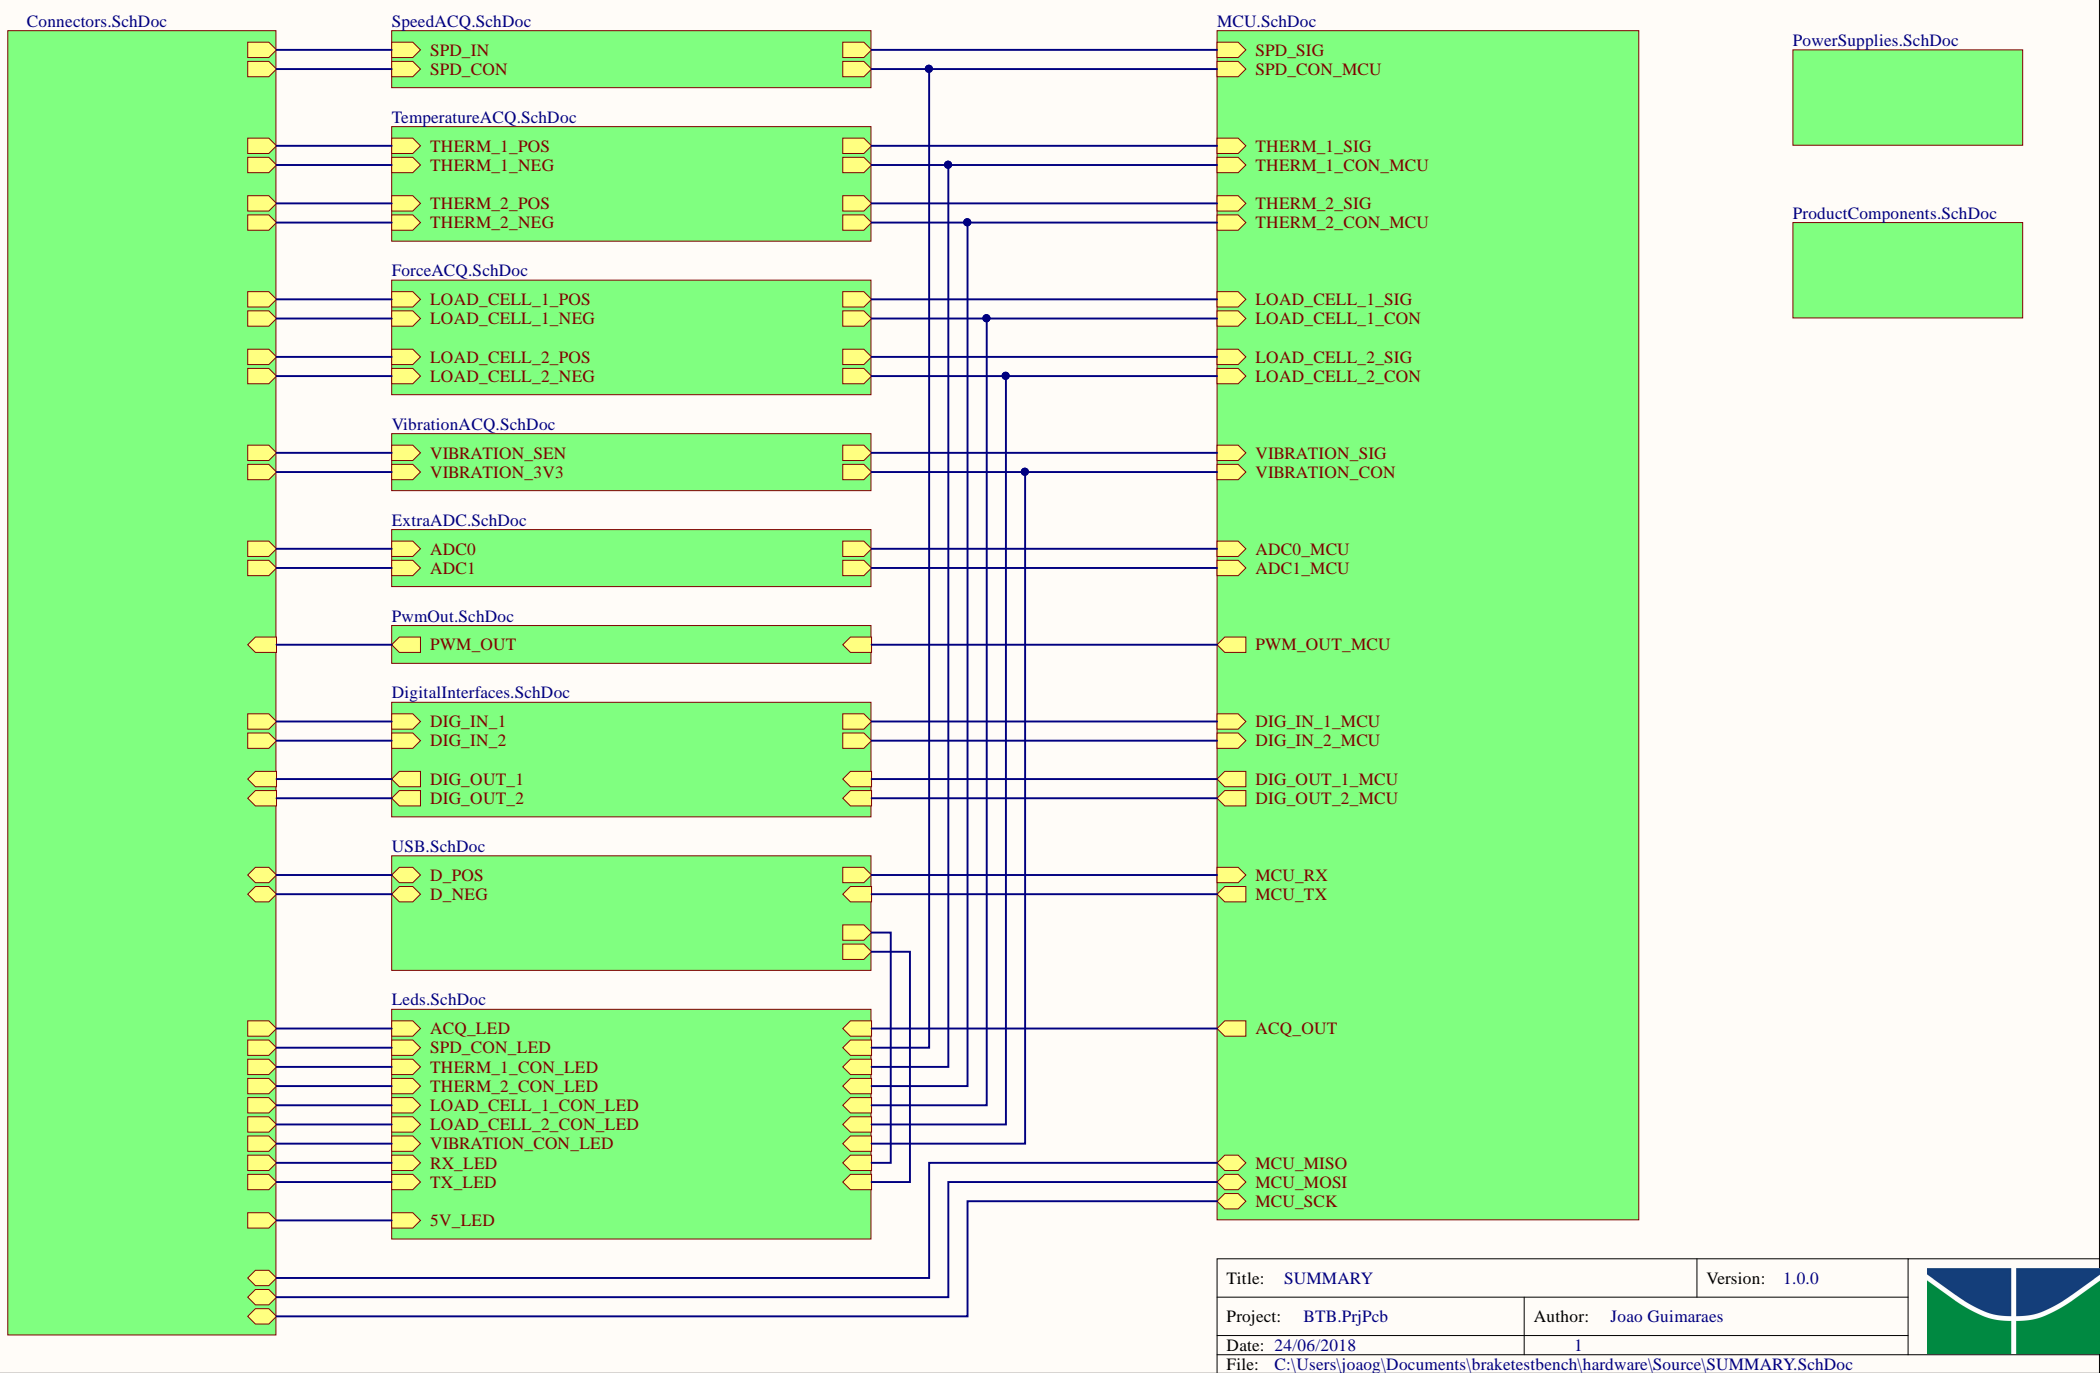 Connectors.SchDoc
SpeedACQ.SchDoc
SPD_IN
SPD_CON
TemperatureACQ.SchDoc
THERM_1_POS
THERM_1_NEG
THERM_2_POS
THERM_2_NEG
ForceACQ.SchDoc
LOAD_CELL_1_POS
LOAD_CELL_1_NEG
LOAD_CELL_2_POS
LOAD_CELL_2_NEG
VibrationACQ.SchDoc
VIBRATION_SEN
VIBRATION_3V3
ExtraADC.SchDoc
ADC0
ADC1
PwmOut.SchDoc
PWM_OUT
DigitalInterfaces.SchDoc
DIG_IN_1
DIG_IN_2
DIG_OUT_1
DIG_OUT_2
USB.SchDoc
D_POS
D_NEG
Leds.SchDoc
ACQ_LED
SPD_CON_LED
THERM_1_CON_LED
THERM_2_CON_LED
LOAD_CELL_1_CON_LED
LOAD_CELL_2_CON_LED
VIBRATION_CON_LED
RX_LED
TX_LED
5V_LED
MCU.SchDoc
SPD_SIG
SPD_CON_MCU
THERM_1_SIG
THERM_1_CON_MCU
THERM_2_SIG
THERM_2_CON_MCU
LOAD_CELL_1_SIG
LOAD_CELL_1_CON
LOAD_CELL_2_SIG
LOAD_CELL_2_CON
VIBRATION_SIG
VIBRATION_CON
ADC0_MCU
ADC1_MCU
PWM_OUT_MCU
DIG_IN_1_MCU
DIG_IN_2_MCU
DIG_OUT_1_MCU
DIG_OUT_2_MCU
MCU_RX
MCU_TX
ACQ_OUT
MCU_MISO
MCU_MOSI
MCU_SCK
PowerSupplies.SchDoc
ProductComponents.SchDoc
Title: SUMMARY Version: 1.0.0
Project: BTB.PrjPcb Author: Joao Guimaraes
Date: 24/06/2018 1
File: C:\Users\joaog\Documents\braketestbench\hardware\Source\SUMMARY.SchDoc